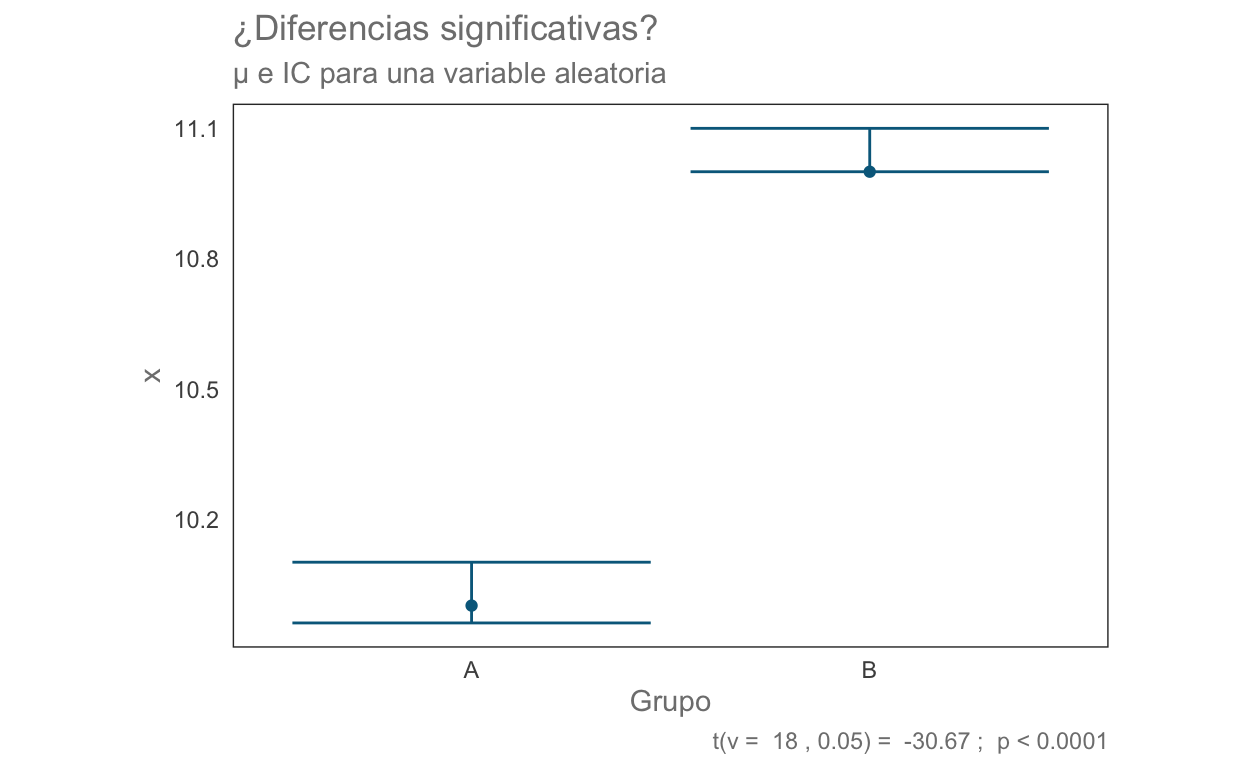 ¿Diferencias significativas?
μ e IC para una variable aleatoria
11.1
10.8
10.5
10.2
x
A
B
Grupo
t(v =  18 , 0.05) =  -30.67 ;  p < 0.0001